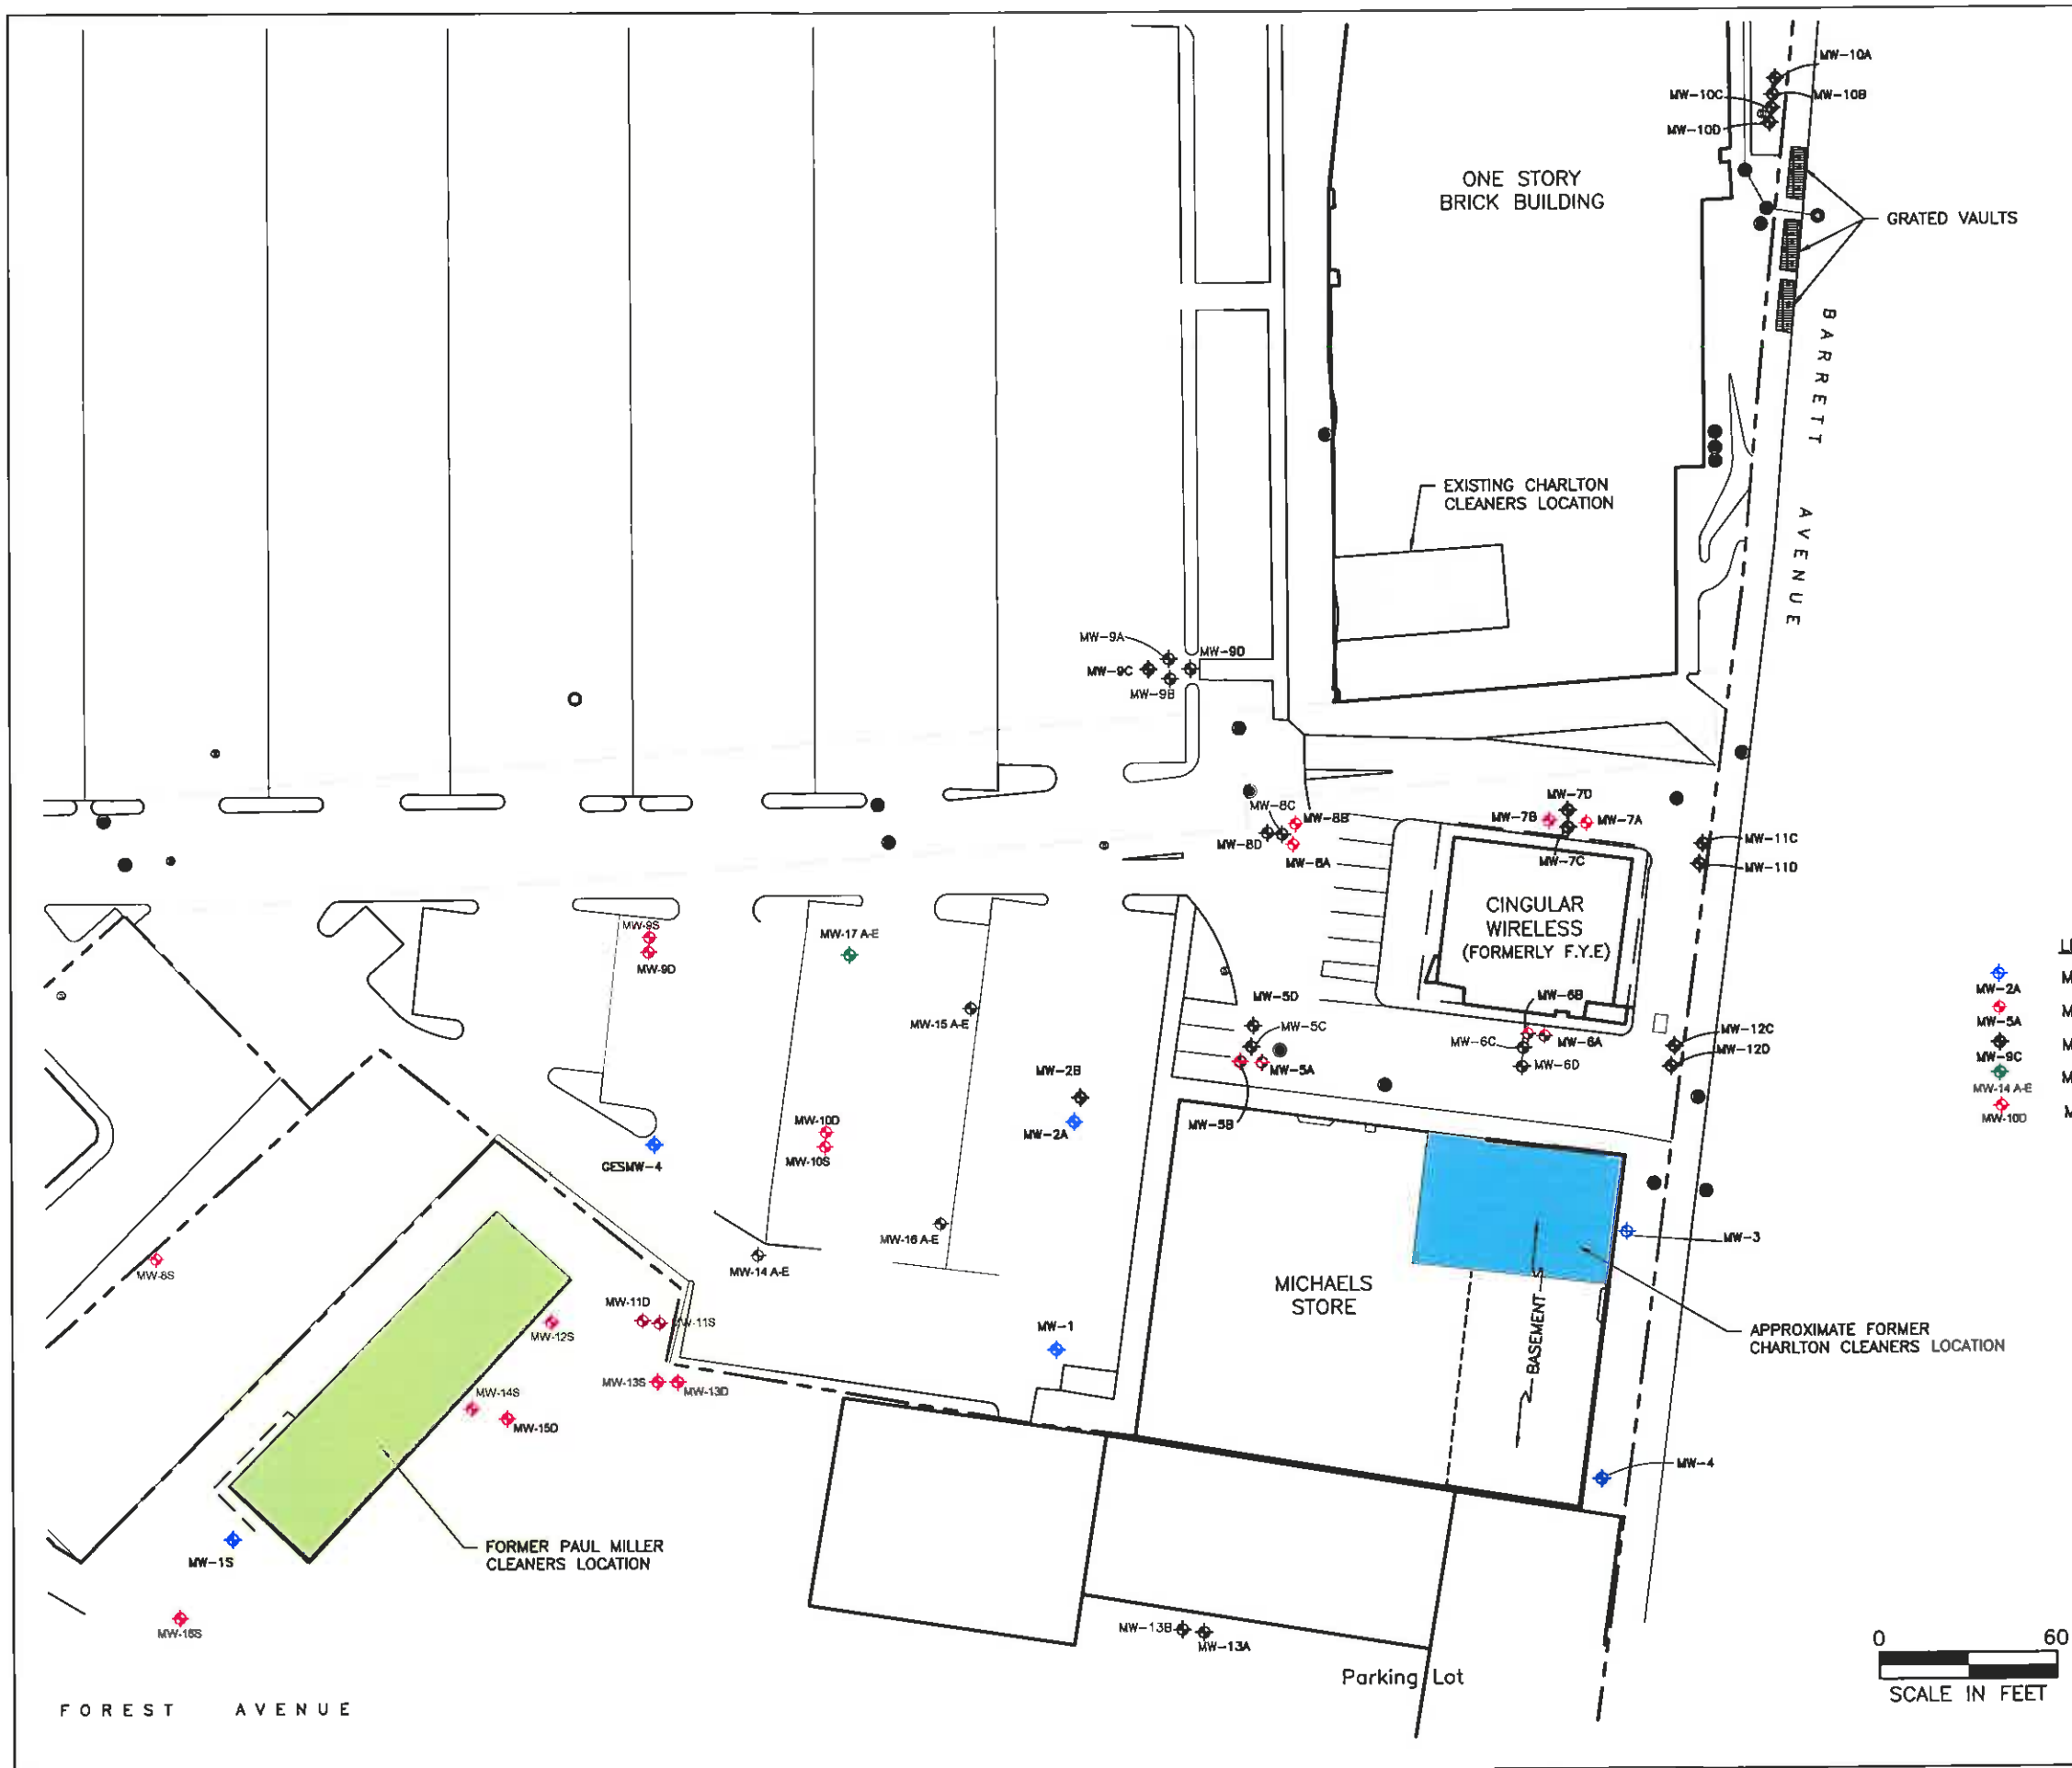 MW-10A
MW-10C
MW-10B
MW-10D
ONE STORY
BRICK BUILDING
GRATED VAULTS
BARRETT AVENUE
EXISTING CHARLTON
CLEANERS LOCATION
MW-9A
MW-9D
MW-9C
MW-9B
MW-7D
MW-8C
MW-8B
MW-7B
MW-7A
MW-8D
MW-7C
MW-11C
MW-11D
CINGULAR
WIRELESS
(FORMERLY F.Y.E)
MW-9S
MW-17 A-E
MW-9D
MW-2A
MW-5A
MW-9C
MW-14 A-E
MW-10D
MW-5D
MW-6B
MW-15 A-E
MW-5C
MW-6C
MW-6A
MW-12C
MW-12D
MW-5A
MW-6D
MW-2B
MW-10D
MW-2A
MW-5B
MW-10S
GESMW-4
MW-16 A-E
MW-3
MW-14 A-E
MW-8S
MICHAELS
STORE
BASEMENT
MW-11D
MW-11S
MW-12S
MW-1
APPROXIMATE FORMER
CHARLTON CLEANERS LOCATION
MW-13S
MW-13D
MW-14S
MW-15D
MW-4
FORMER PAUL MILLER
CLEANERS LOCATION
MW-1S
MW-13B
MW-13A
Parking Lot
0 60
SCALE IN FEET
FOREST AVENUE